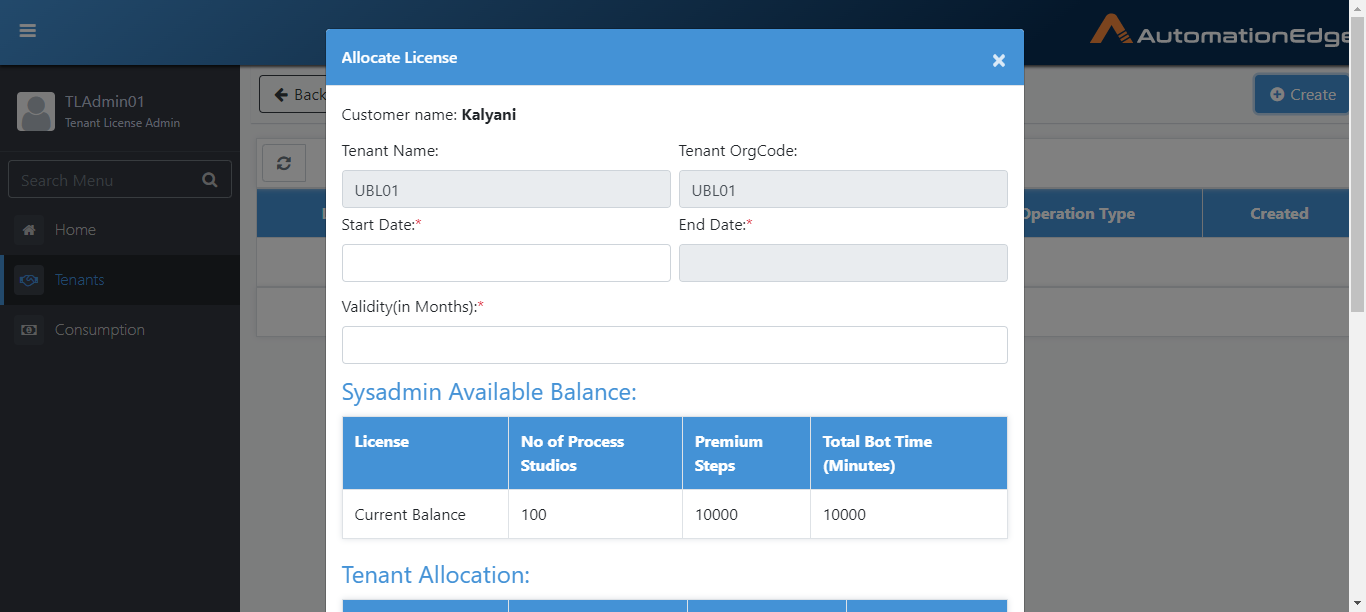 AutomationEdge
Allocate License
×
TLAdmin01
Tenant License Admin
Back
Create
Customer name: Kalyani
Tenant Name:
Tenant OrgCode:
Search Menu
UBL01
UBL01
Operation Type
Created
Start Date:*
End Date:*
Home
Tenants
Validity(in Months):*
Consumption
Sysadmin Available Balance:
License
No of Process Studios
Premium Steps
Total Bot Time (Minutes)
Current Balance
100
10000
10000
Tenant Allocation: